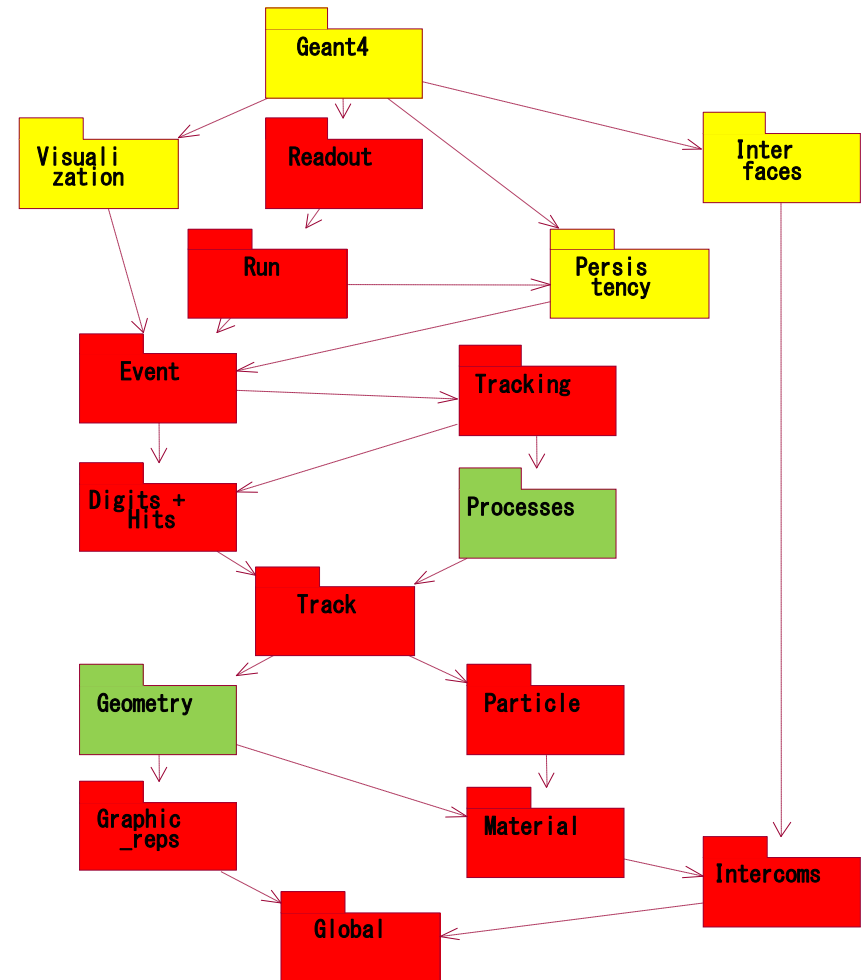 Geant4
Visuali
zation
Readout
Inter
faces
Run
Persis
tency
Event
Tracking
Digits +
Hits
Processes
Track
Geometry
Particle
Graphic
_reps
Material
Intercoms
Global